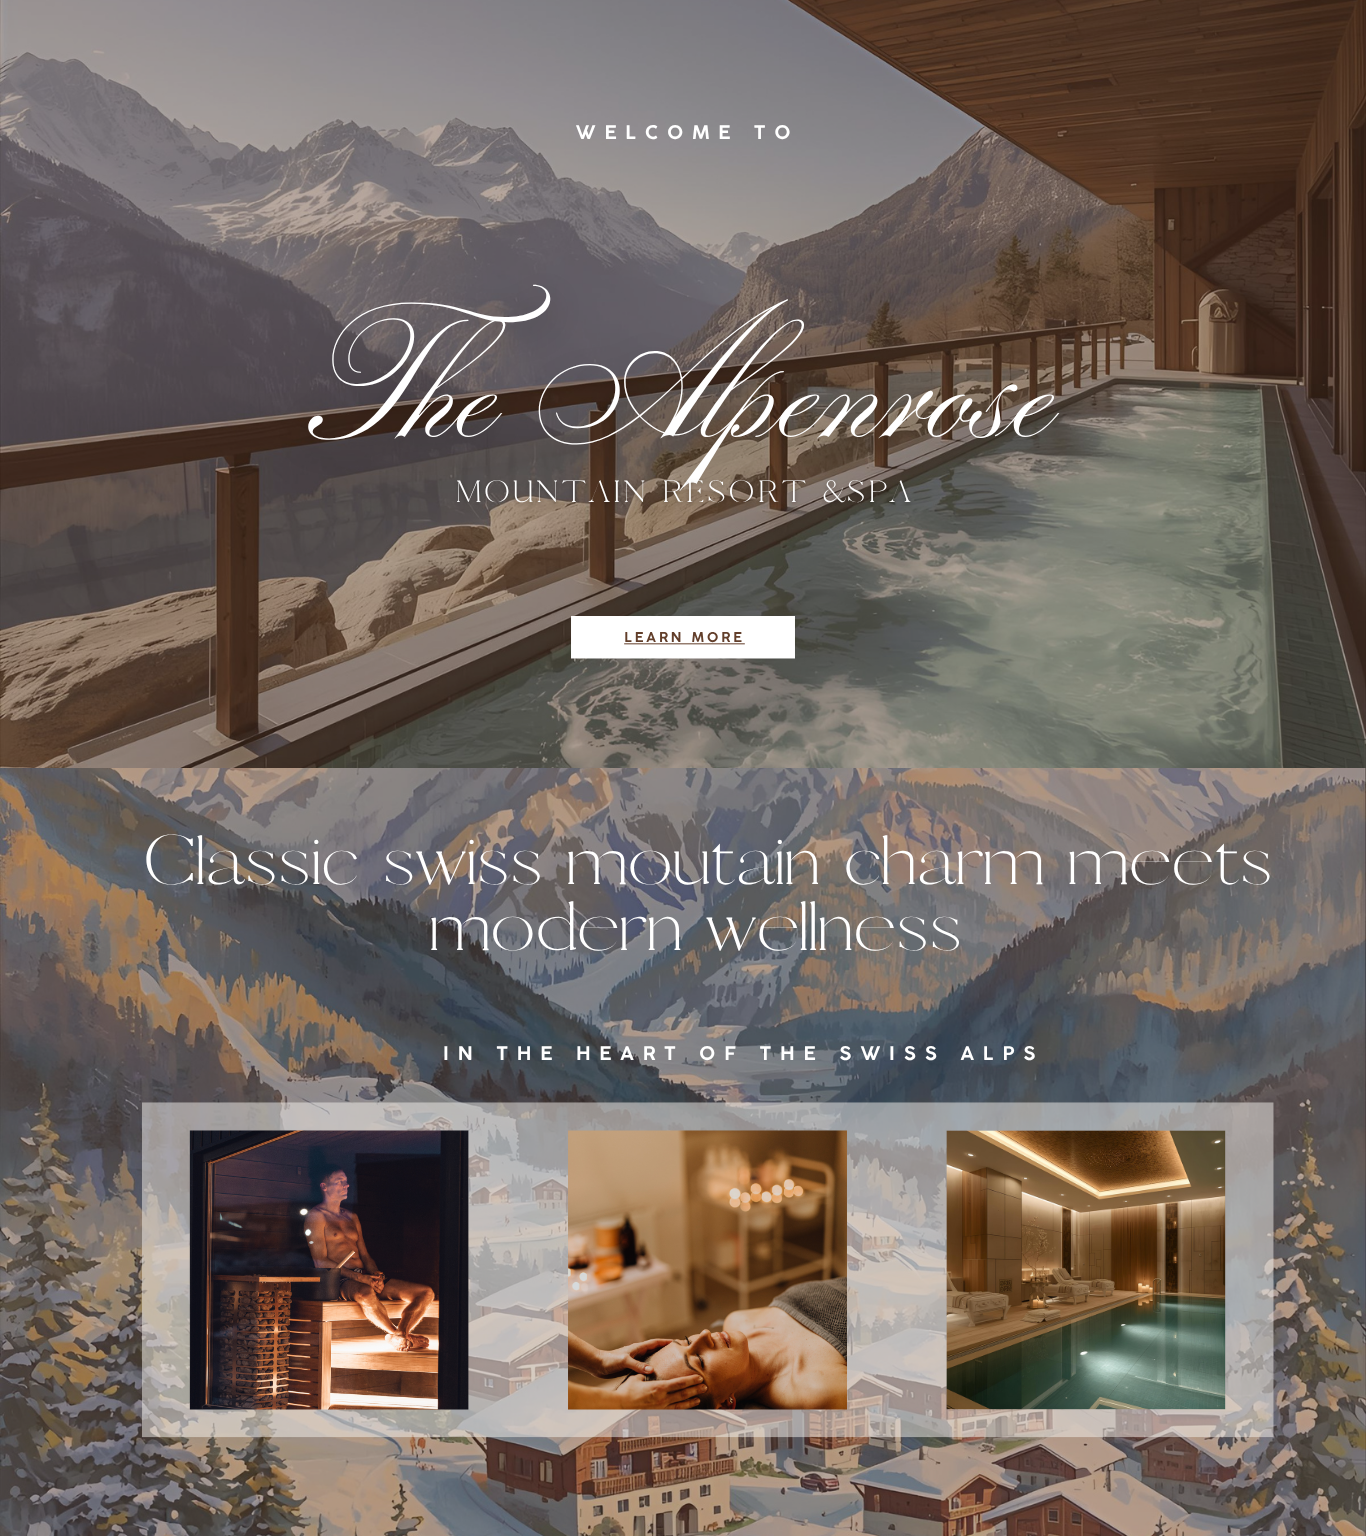 WELCOME TO
The Alpenrose
MOUNTAIN RESORT &SPA
LEARN MORE
Classic swiss moutain charm meets
modern wellness
IN THE HEART OF THE SWISS ALPS